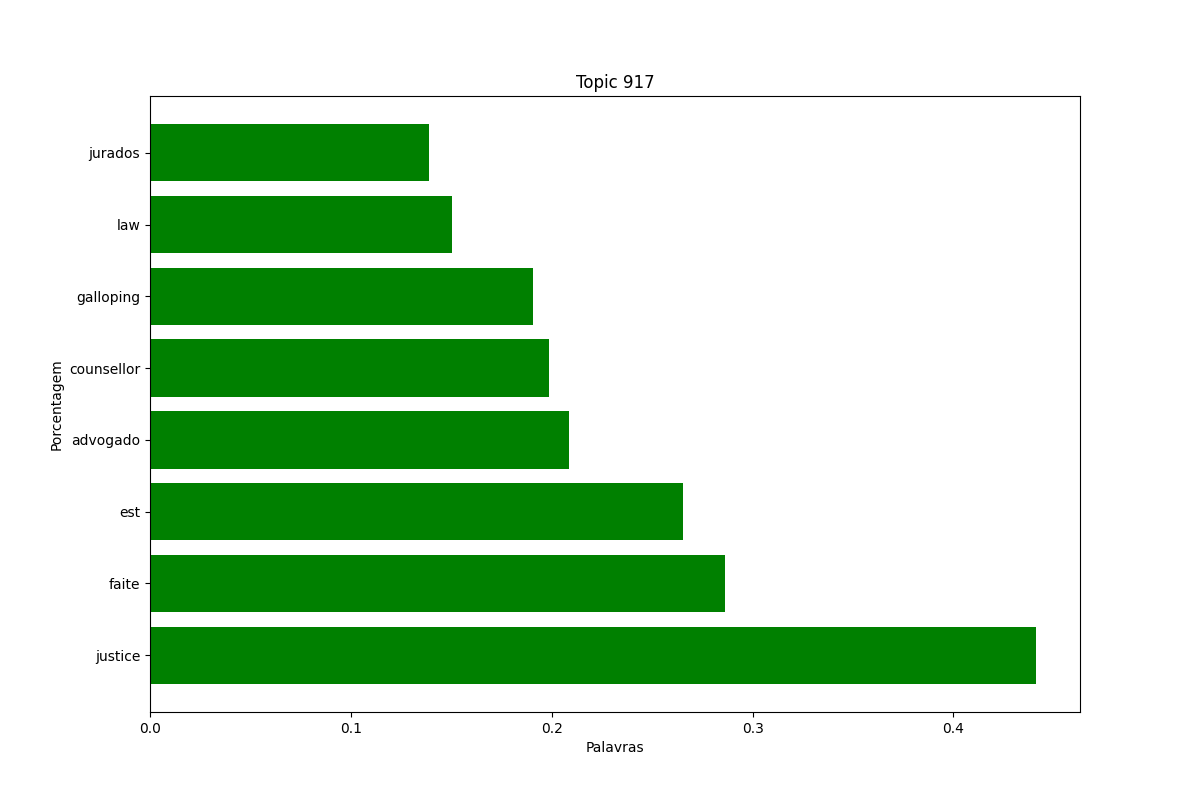 Topic 917
jurados
law
galloping
counsellor
advogado
est
faite
justice
Porcentagem
0.0 0.1 0.2 0.3 0.4
Palavras